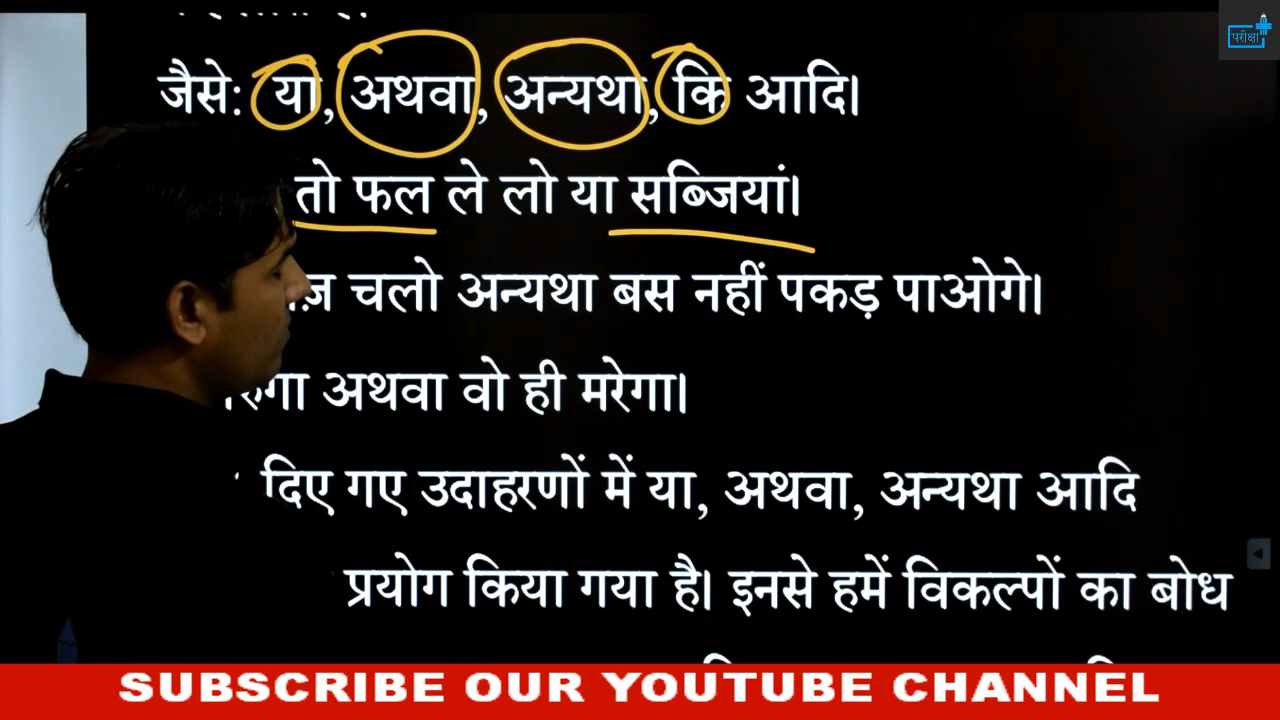 परीक्षा
जैसे: या, अथवा, अन्यथा, कि आदि।
तो फल ले लो या सब्जियां।
चलो अन्यथा बस नहीं पकड़ पाओगे।
अथवा वो ही मरेगा।
दिए गए उदाहरणों में या, अथवा, अन्यथा आदि
प्रयोग किया गया है। इनसे हमें विकल्पों का बोध
SUBSCRIBE OUR YOUTUBE CHANNEL